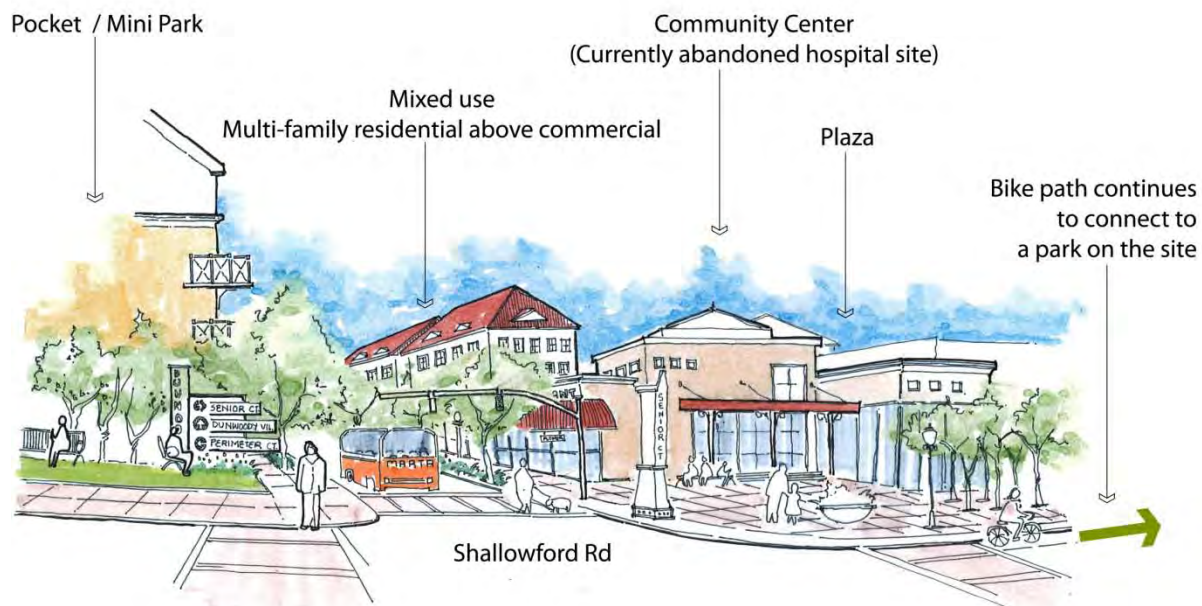 Pocket / Mini Park
Community Center
(Currently abandoned hospital site)
Mixed use
Multi-family residential above commercial
Plaza
Bike path continues
to connect to
a park on the site
SENIOR CT.
DUNWOODY VIL.
PERIMETER CT.
MARTA
SENIOR CT
Shallowford Rd